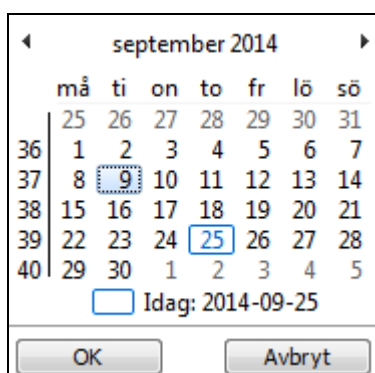 september 2014
må ti on to fr lö sö
25 26 27 28 29 30 31
36 1 2 3 4 5 6 7
37 8 9 10 11 12 13 14
38 15 16 17 18 19 20 21
39 22 23 24 25 26 27 28
40 29 30 1 2 3 4 5
Idag: 2014-09-25
OK Avbryt